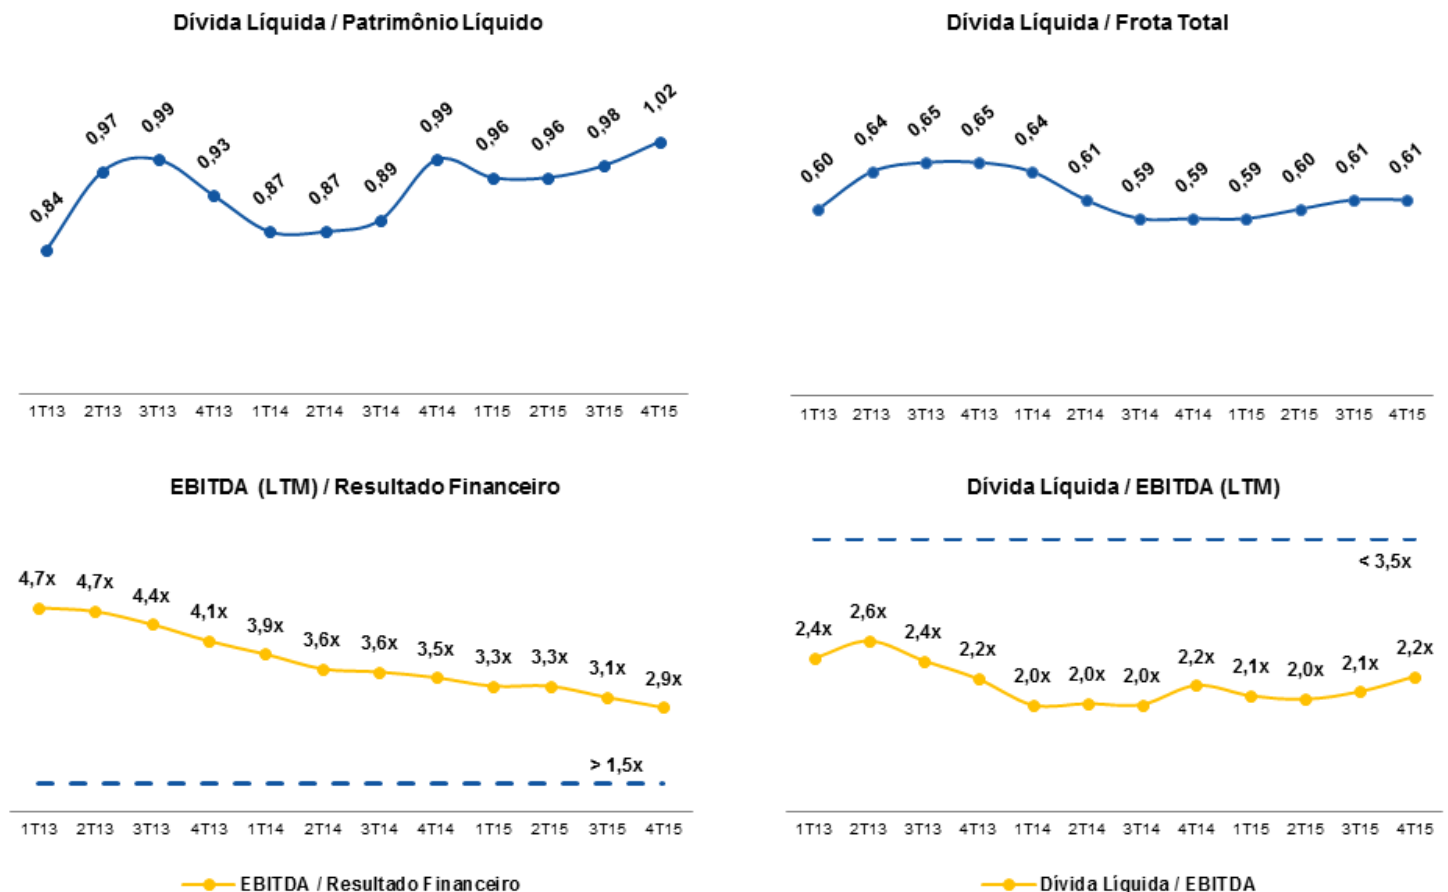 Dívida Líquida / Patrimônio Líquido
0,84
0,97
0,99
0,93
0,87
0,87
0,89
0,99
0,96
0,96
0,98
1,02
1T13 2T13 3T13 4T13 1T14 2T14 3T14 4T14 1T15 2T15 3T15 4T15
Dívida Líquida / Frota Total
0,60
0,64
0,65
0,65
0,64
0,61
0,59
0,59
0,59
0,60
0,61
0,61
1T13 2T13 3T13 4T13 1T14 2T14 3T14 4T14 1T15 2T15 3T15 4T15
EBITDA (LTM) / Resultado Financeiro
4,7x 4,7x 4,4x 4,1x 3,9x 3,6x 3,6x 3,5x 3,3x 3,3x 3,1x 2,9x
> 1,5x
1T13 2T13 3T13 4T13 1T14 2T14 3T14 4T14 1T15 2T15 3T15 4T15
EBITDA / Resultado Financeiro
Dívida Líquida / EBITDA (LTM)
< 3,5x
2,4x 2,6x 2,4x 2,2x 2,0x 2,0x 2,0x 2,2x 2,1x 2,0x 2,1x 2,2x
1T13 2T13 3T13 4T13 1T14 2T14 3T14 4T14 1T15 2T15 3T15 4T15
Dívida Líquida / EBITDA